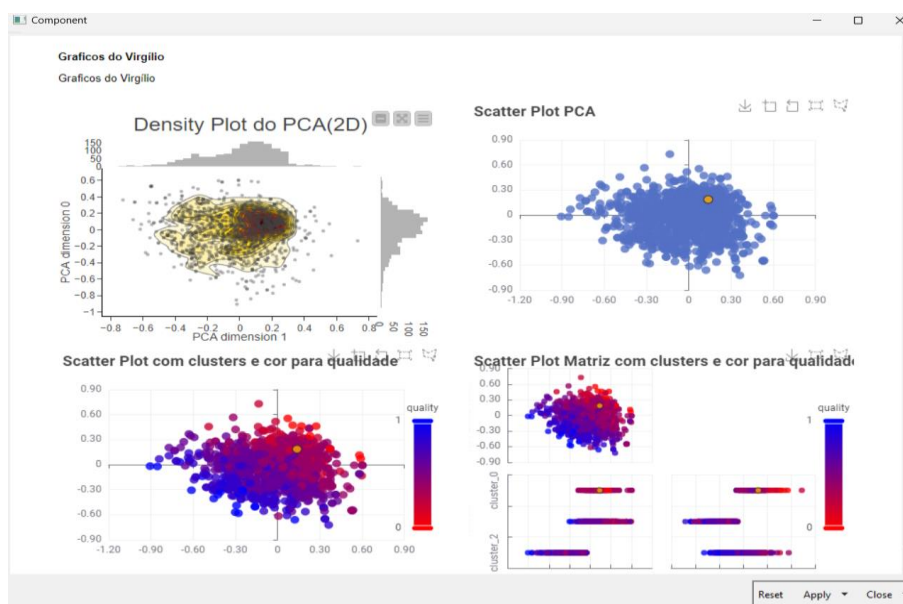 Component
Graficos do Virgílio
Graficos do Virgílio
Density Plot do PCA(2D)
150
100
50
0
PCA dimension 0
0.6
0.4
0.2
0
−0.2
−0.4
−0.6
−0.8
−1
−0.8 −0.6 −0.4 −0.2 0 0.2 0.4 0.6 0.8
PCA dimension 1
0 50 100 150
Scatter Plot PCA
0.90
0.60
0.30
0
-0.30
-0.60
-0.90
-1.20 -0.90 -0.60 -0.30 0 0.30 0.60 0.90
Scatter Plot com clusters e cor para qualidade
0.90
0.60
0.30
0
-0.30
-0.60
-0.90
-1.20 -0.90 -0.60 -0.30 0 0.30 0.60 0.90
quality
1
0
Scatter Plot Matriz com clusters e cor para qualidade
0.90
0.60
0.30
0
-0.30
-0.60
-0.90
cluster_0
cluster_2
quality
1
0
Reset Apply Close